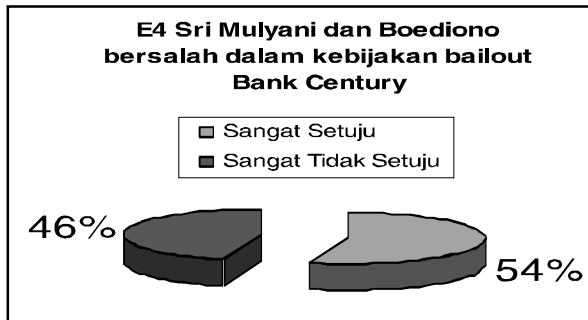 E4 Sri Mulyani dan Boediono
bersalah dalam kebijakan bailout
Bank Century
Sangat Setuju
Sangat Tidak Setuju
46%
54%